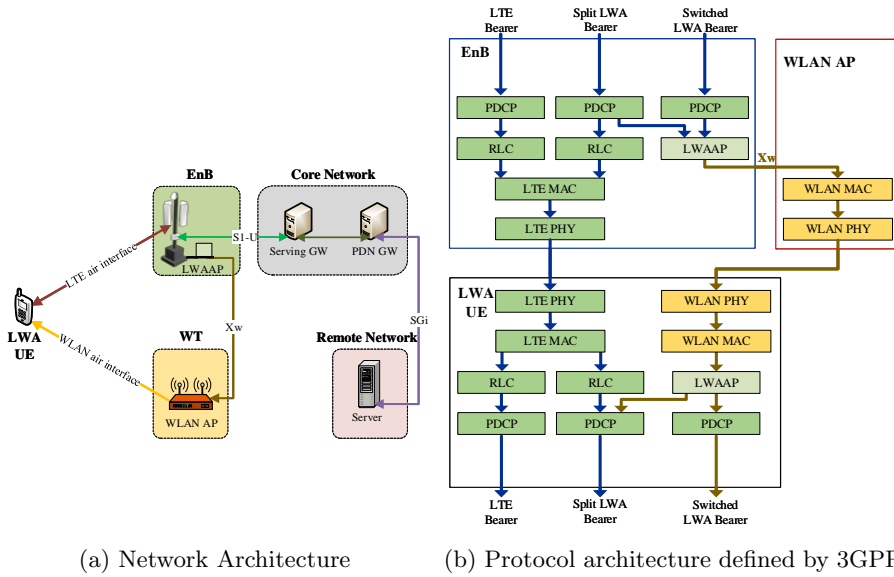 EnB
Core Network
S1-U
Serving GW
PDN GW
LWAAP
LTE air interface
LWA
UE
WLAN air interface
Xw
SGi
WT
Remote Network
WLAN AP
Server
(a) Network Architecture
LTE
Bearer
Split LWA
Bearer
Switched
LWA Bearer
EnB
WLAN AP
PDCP
PDCP
PDCP
RLC
RLC
LWAAP
Xw
LTE MAC
WLAN MAC
LTE PHY
WLAN PHY
LWA
UE
LTE PHY
WLAN PHY
LTE MAC
WLAN MAC
RLC
RLC
LWAAP
PDCP
PDCP
PDCP
LTE
Bearer
Split LWA
Bearer
Switched
LWA Bearer
(b) Protocol architecture defined by 3GPP